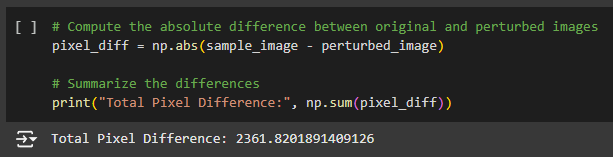 [ ] # Compute the absolute difference between original and perturbed images
pixel_diff = np.abs(sample_image - perturbed_image)
# Summarize the differences
print("Total Pixel Difference:", np.sum(pixel_diff))
Total Pixel Difference: 2361.8201891409126